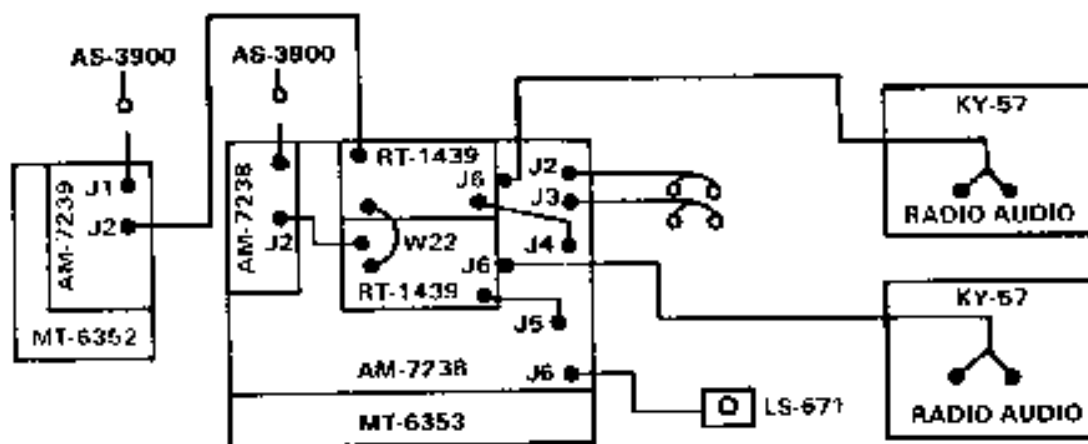 AS-3900
AS-3900
KY-57
RT-1439
J6
J2
J1
J3
AM-7239
AM-7238
RADIO AUDIO
J2
J2
W22
J4
J6
KY-57
RT-1439
MT-6352
J5
AM-7238
J6
LS-671
RADIO AUDIO
MT-6353